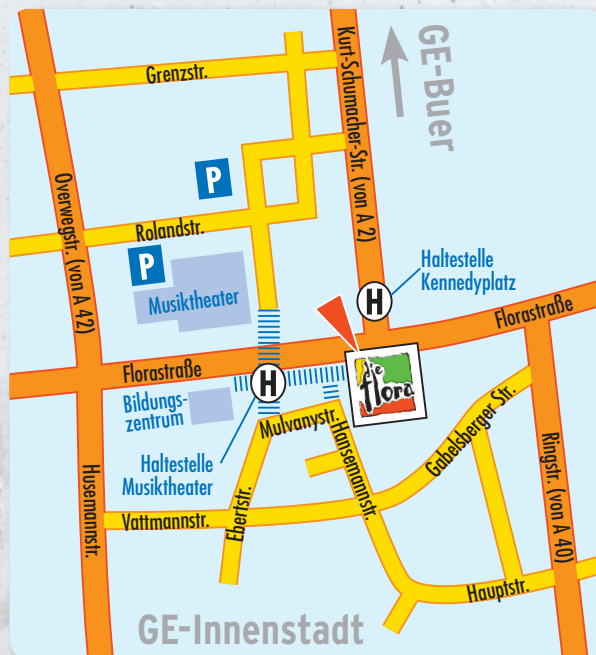 GE-Buer
Kurt-Schumacher-Str. (von A 2)
Grenzstr.
P
Overwegstr. (von A 42)
Rolandstr.
P
Musiktheater
Haltestelle
Kennedyplatz
H
Florastraße
Florastraße
die
flora
H
Bildungs-
zentrum
Mulvanystr.
Hansemannstr.
Gabelsberger Str.
Haltestelle
Musiktheater
Husemannstr.
Ebertstr.
Vattmannstr.
Ringstr. (von A 40)
Hauptstr.
GE-Innenstadt